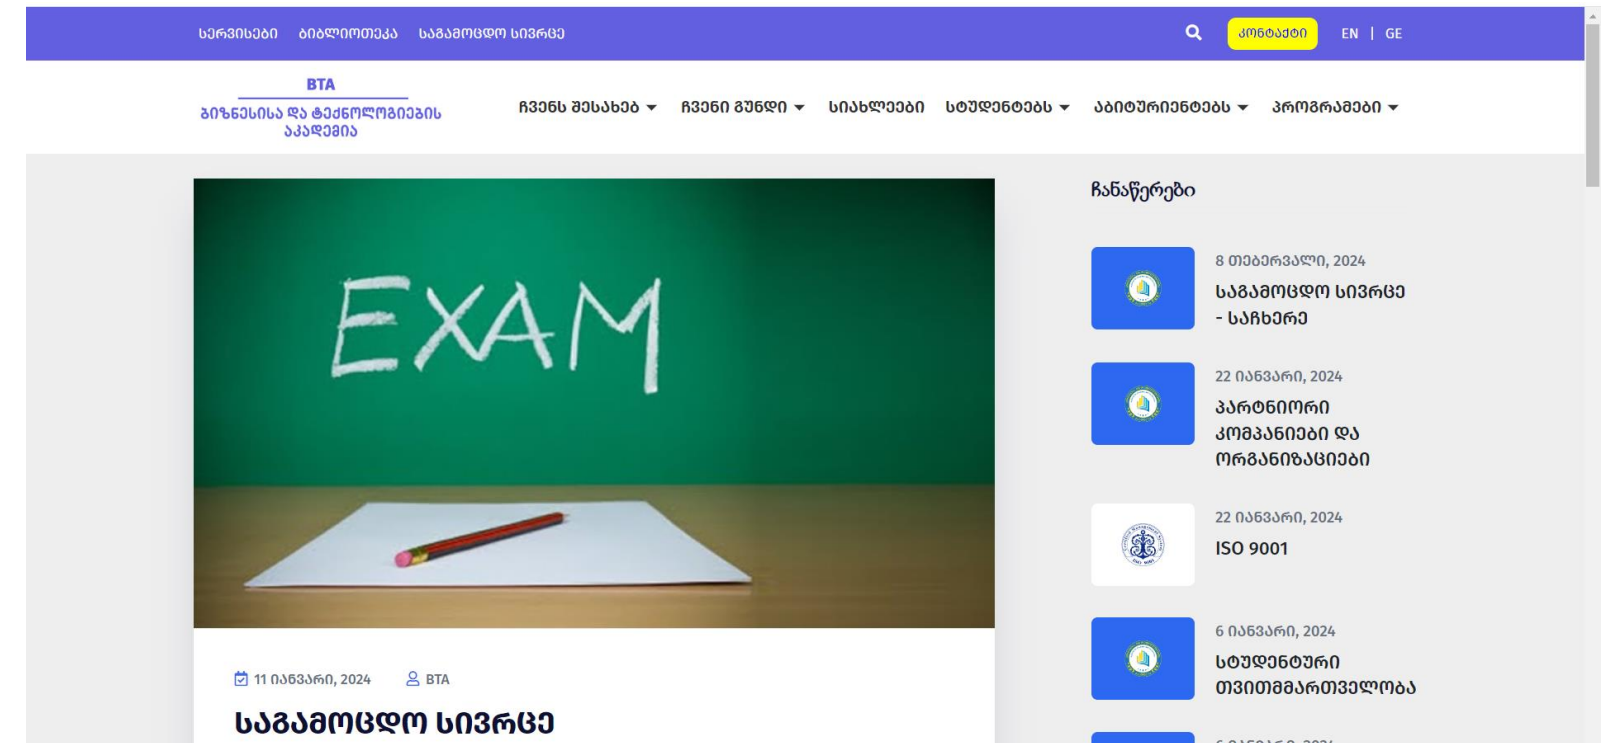 სერვისები ბიბლიოთეკა საგამოცდო სივრცე
კონტაქტი EN | GE
BTA
ბიზნესისა და ტექნოლოგიების
აკადემია
ჩვენს შესახებ ჩვენი გუნდი სიახლეები სტუდენტებს აბიტურიენტებს პროგრამები
EXAM
11 იანვარი, 2024 BTA
საგამოცდო სივრცე
ჩანაწერები
8 თებერვალი, 2024
საგამოცდო სივრცე
- საჩხერე
22 იანვარი, 2024
პარტნიორი
კომპანიები და
ორგანიზაციები
22 იანვარი, 2024
ISO 9001
6 იანვარი, 2024
სტუდენტური
თვითმმართველობა